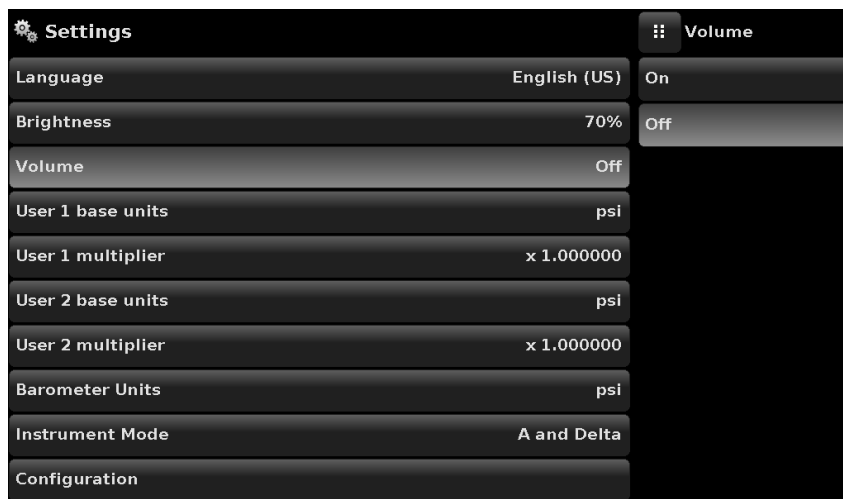 Settings
Language English (US)
Brightness 70%
Volume Off
User 1 base units psi
User 1 multiplier x 1.000000
User 2 base units psi
User 2 multiplier x 1.000000
Barometer Units psi
Instrument Mode A and Delta
Configuration
Volume
On
Off